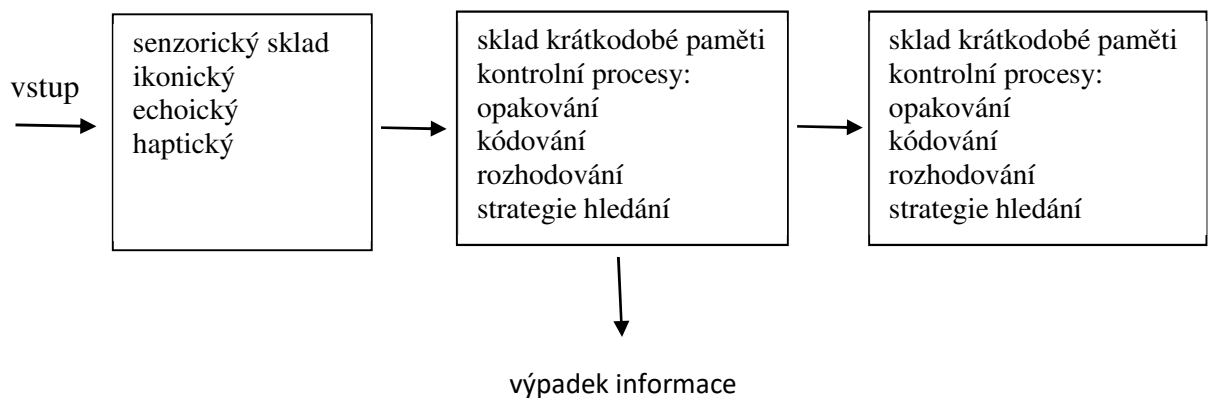 vstup
senzorický sklad
ikonický
echoický
haptický
sklad krátkodobé paměti
kontrolní procesy:
opakování
kódování
rozhodování
strategie hledání
sklad krátkodobé paměti
kontrolní procesy:
opakování
kódování
rozhodování
strategie hledání
výpadek informace